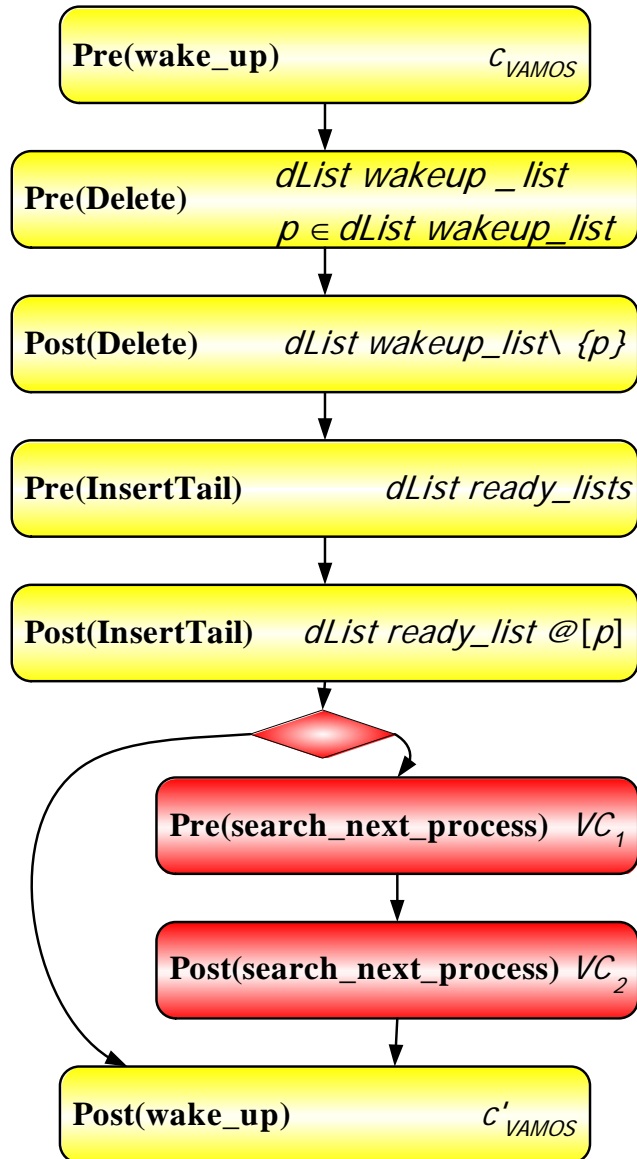 Pre(wake_up) c_VAMOS
Pre(Delete) dList wakeup _ list
p ∈ dList wakeup_list
Post(Delete) dList wakeup_list\ {p}
Pre(InsertTail) dList ready_lists
Post(InsertTail) dList ready_list @ [p]
Pre(search_next_process) VC_1
Post(search_next_process) VC_2
Post(wake_up) c'_VAMOS